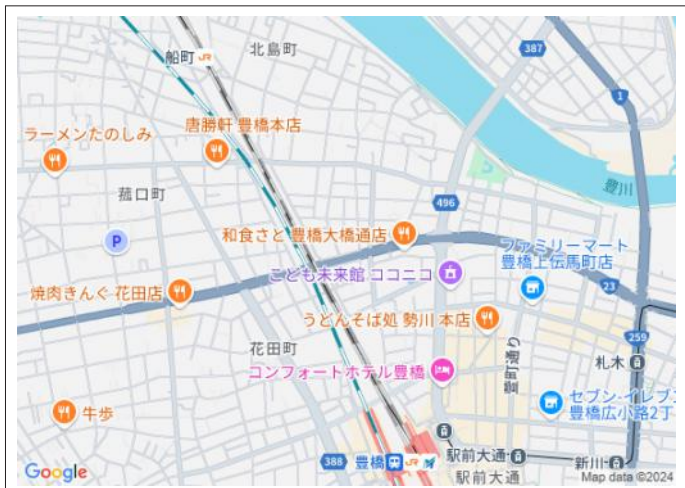 北島町
387
船町
JR
1
唐勝軒 豊橋本店
ラーメンたのしみ
豊川
菰口町
496
P
和食さと 豊橋大橋通店
ファミリーマート
豊橋上伝馬町店
こども未来館 ココニコ
焼肉きんぐ 花田店
23
うどんそば処 勢川 本店
259
花田町
札木
コンフォートホテル豊橋
セブン-イレブ
豊橋広小路2丁
牛歩
駅前大通
388
豊橋
JR
新川
駅前大通
Google
Map data ©2024